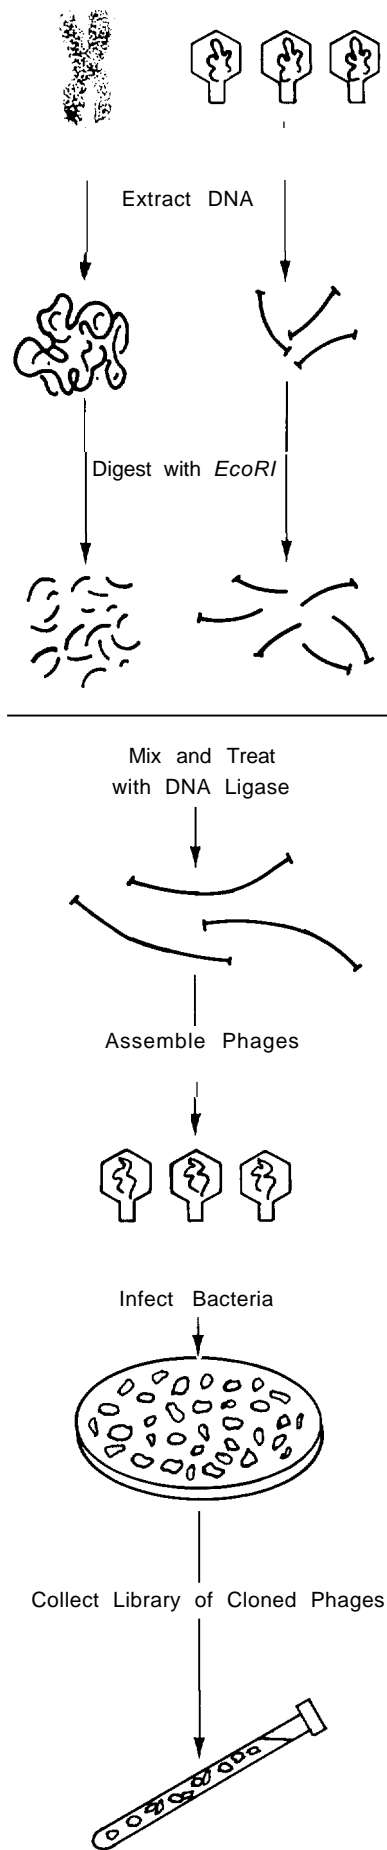 Extract DNA
Digest with EcoRI
Mix and Treat
with DNA Ligase
Assemble Phages
Infect Bacteria
Collect Library of Cloned Phages